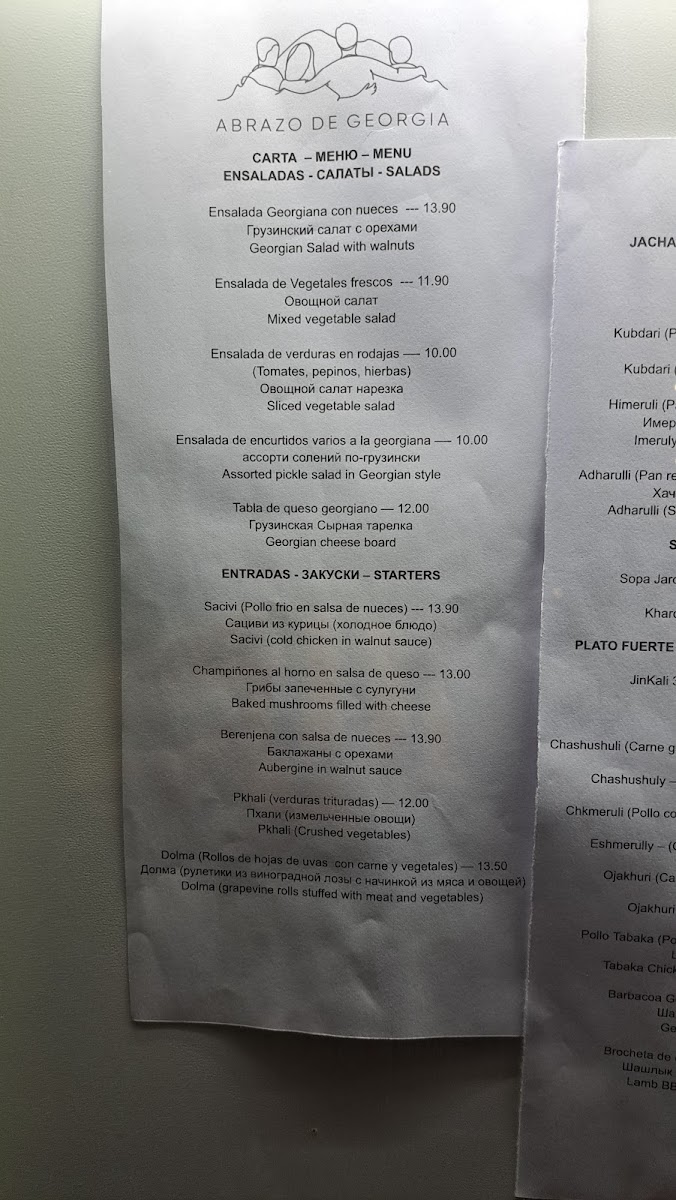 ABRAZO DE GEORGIA
CARTA – МЕНЮ – MENU
ENSALADAS - САЛАТЫ - SALADS
Ensalada Georgiana con nueces --- 13.90
Грузинский салат с орехами
Georgian Salad with walnuts
Ensalada de Vegetales frescos --- 11.90
Овощной салат
Mixed vegetable salad
Ensalada de verduras en rodajas —- 10.00
(Tomates, pepinos, hierbas)
Овощной салат нарезка
Sliced vegetable salad
Ensalada de encurtidos varios a la georgiana —- 10.00
ассорти солений по-грузински
Assorted pickle salad in Georgian style
Tabla de queso georgiano — 12.00
Грузинская Сырная тарелка
Georgian cheese board
ENTRADAS - ЗАКУСКИ – STARTERS
Sacivi (Pollo frio en salsa de nueces) --- 13.90
Сациви из курицы (холодное блюдо)
Sacivi (cold chicken in walnut sauce)
Champiñones al horno en salsa de queso --- 13.00
Грибы запеченные с сулугуни
Baked mushrooms filled with cheese
Berenjena con salsa de nueces --- 13.90
Баклажаны с орехами
Aubergine in walnut sauce
Pkhali (verduras trituradas) — 12.00
Пхали (измельченные овощи)
Pkhali (Crushed vegetables)
Dolma (Rollos de hojas de uvas con carne y vegetales) — 13.50
Долма (рулетики из виноградной лозы с начинкой из мяса и овощей)
Dolma (grapevine rolls stuffed with meat and vegetables)
JACHA
Kubdari (P
Kubdari (
Himeruli (P
Имер
Imeruly
Adharulli (Pan re
Хач
Adharulli (S
S
Sopa Jarc
Kharc
PLATO FUERTE
JinKali 3
Chashushuli (Carne g
Chashushuly –
Chkmeruli (Pollo co
Eshmerully – (
Ojakhuri (Ca
Ojakhuri
Pollo Tabaka (Po
Tabaka Chick
Barbacoa G
Ша
Ge
Brocheta de
Шашлык
Lamb BB